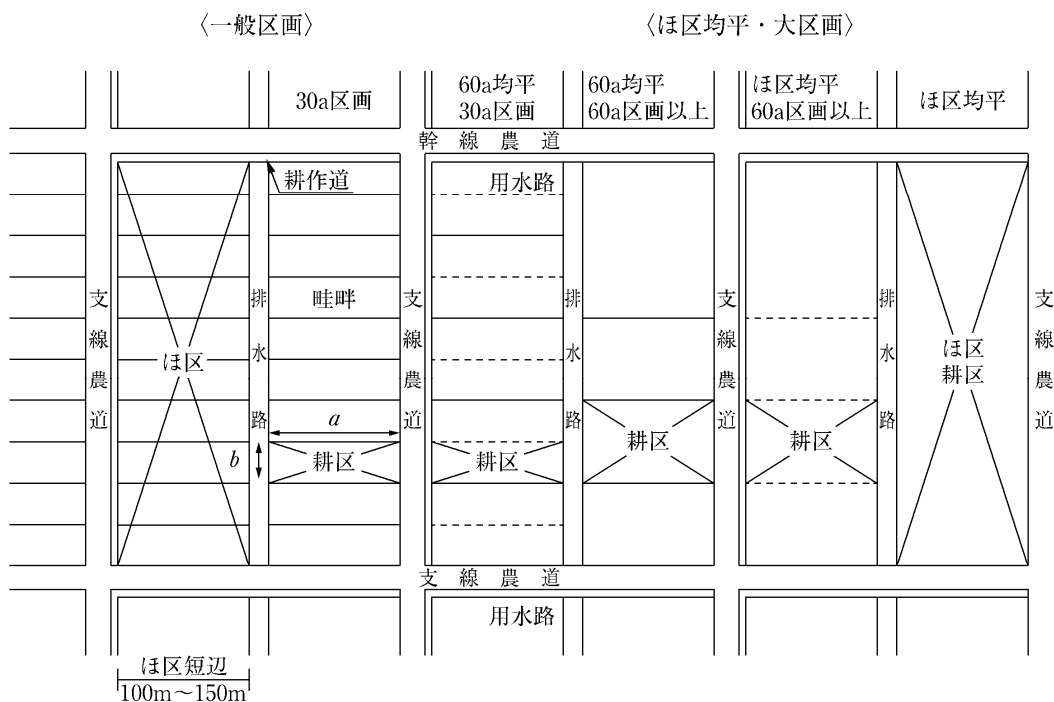 〈一般区画〉
〈ほ区均平・大区画〉
30a区画
60a均平
30a区画
60a均平
60a区画以上
ほ区均平
60a区画以上
ほ区均平
幹線農道
耕作道
用水路
支線農道
排水路
畦畔
支線農道
排水路
支線農道
排水路
支線農道
ほ区
ほ区
耕区
a
b
耕区
耕区
耕区
耕区
支線農道
用水路
ほ区短辺
100m～150m